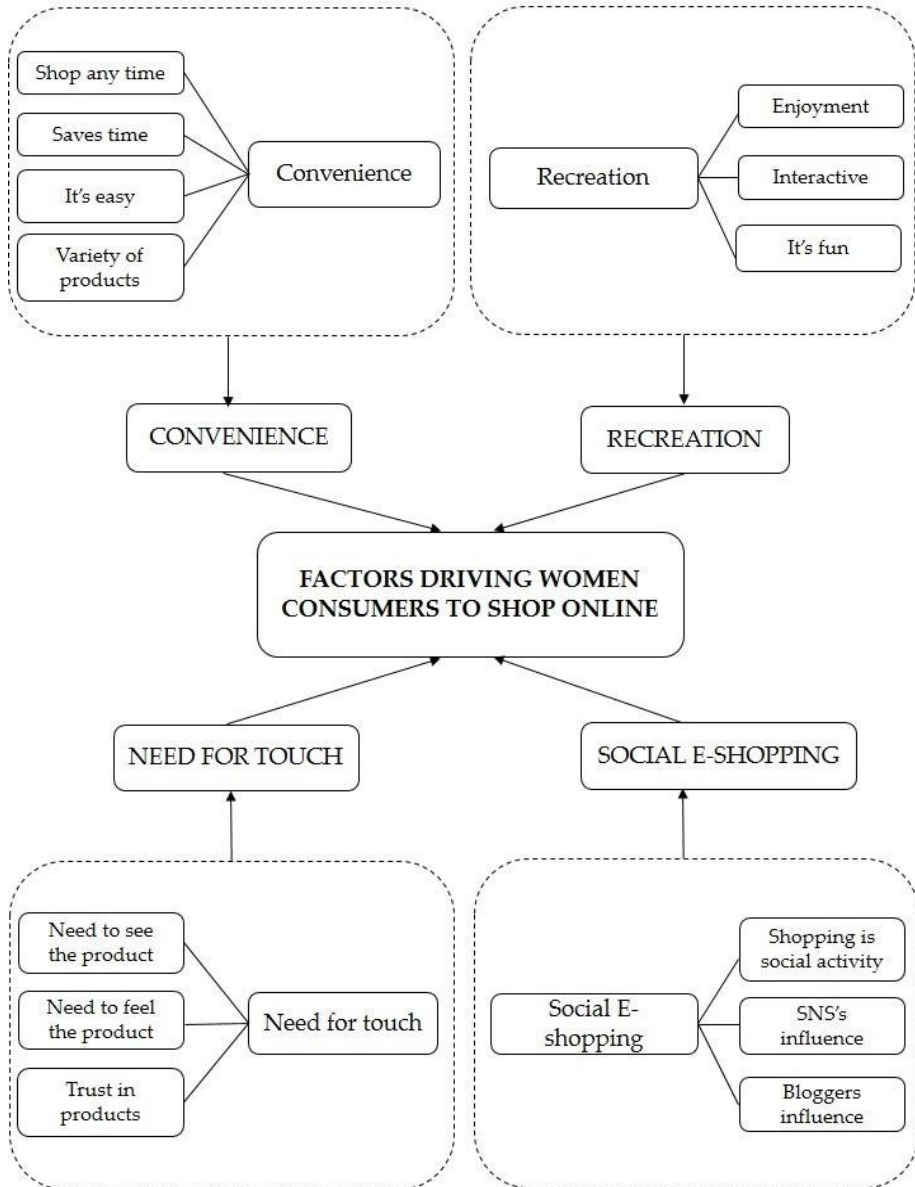 Shop any time
Saves time
It's easy
Variety of
products
Convenience
Recreation
Enjoyment
Interactive
It's fun
CONVENIENCE
RECREATION
FACTORS DRIVING WOMEN
CONSUMERS TO SHOP ONLINE
NEED FOR TOUCH
SOCIAL E-SHOPPING
Need to see
the product
Need to feel
the product
Trust in
products
Need for touch
Social E-
shopping
Shopping is
social activity
SNS's
influence
Bloggers
influence